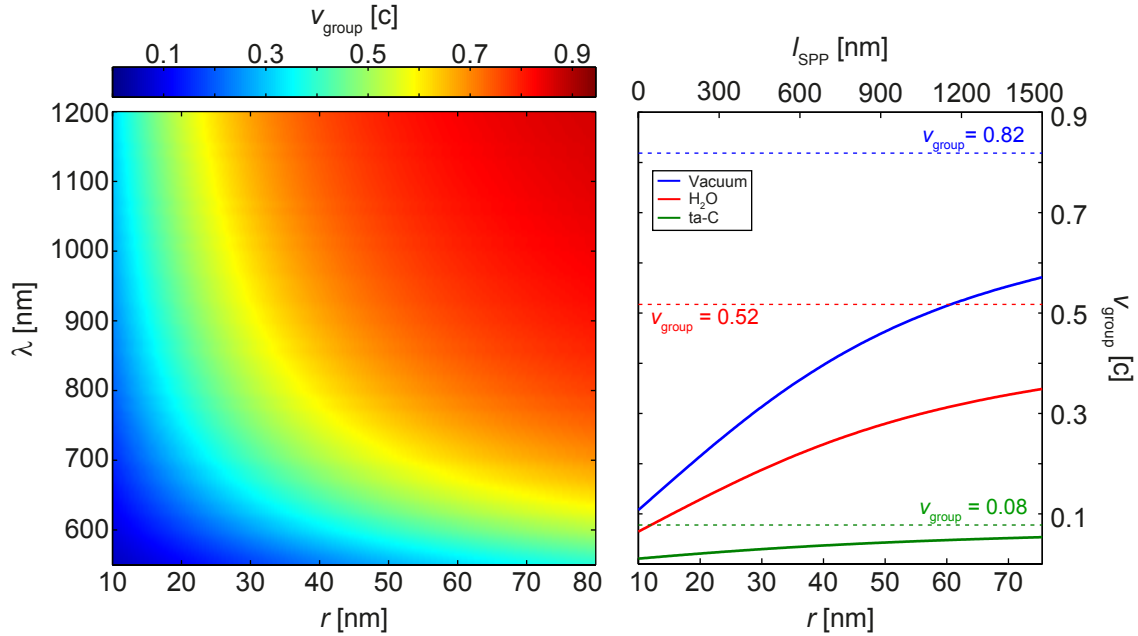 v_group [c]
0.1 0.3 0.5 0.7 0.9
1200
1100
1000
900
800
700
600
λ [nm]
10 20 30 40 50 60 70 80
r [nm]
l_SPP [nm]
0 300 600 900 1200 1500
v_group = 0.82
Vacuum
H₂O
ta-C
v_group = 0.52
v_group = 0.08
0.9
0.7
0.5
0.3
0.1
v_group [c]
10 20 30 40 50 60 70
r [nm]